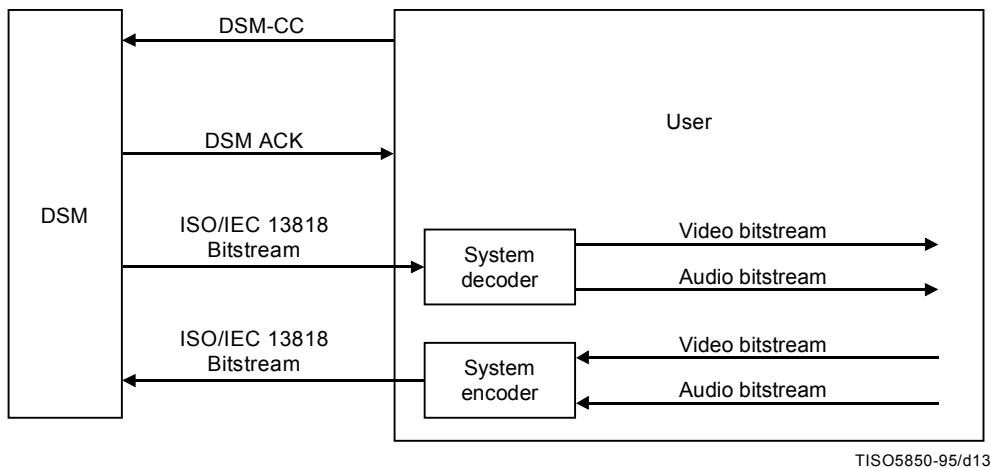 DSM-CC
User
DSM ACK
DSM
ISO/IEC 13818
Bitstream
System
decoder
Video bitstream
Audio bitstream
ISO/IEC 13818
Bitstream
System
encoder
Video bitstream
Audio bitstream
TISO5850-95/d13